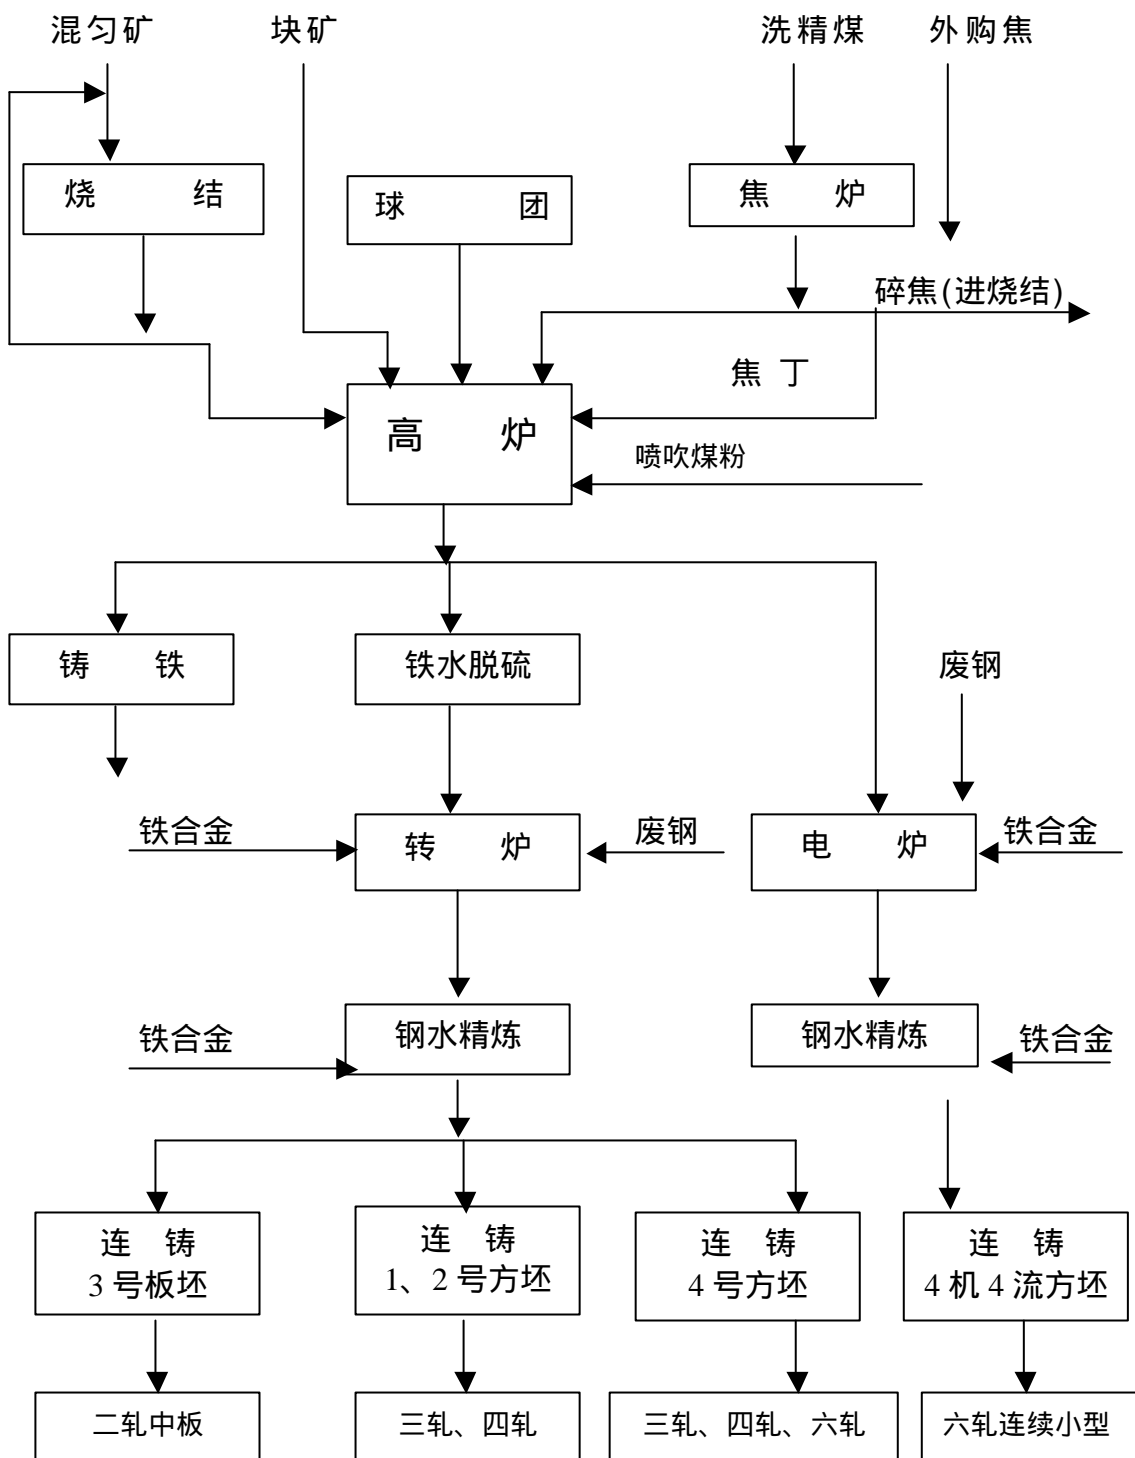 混匀矿 块矿 洗精煤 外购焦
烧 结
球 团
焦 炉
碎焦(进烧结)
焦 丁
高 炉
喷吹煤粉
铸 铁
铁水脱硫
废钢
铁合金
转 炉
废钢
电 炉
铁合金
铁合金
钢水精炼
钢水精炼
铁合金
连 铸
3 号板坯
连 铸
1、2 号方坯
连 铸
4 号方坯
连 铸
4 机 4 流方坯
二轧中板
三轧、四轧
三轧、四轧、六轧
六轧连续小型